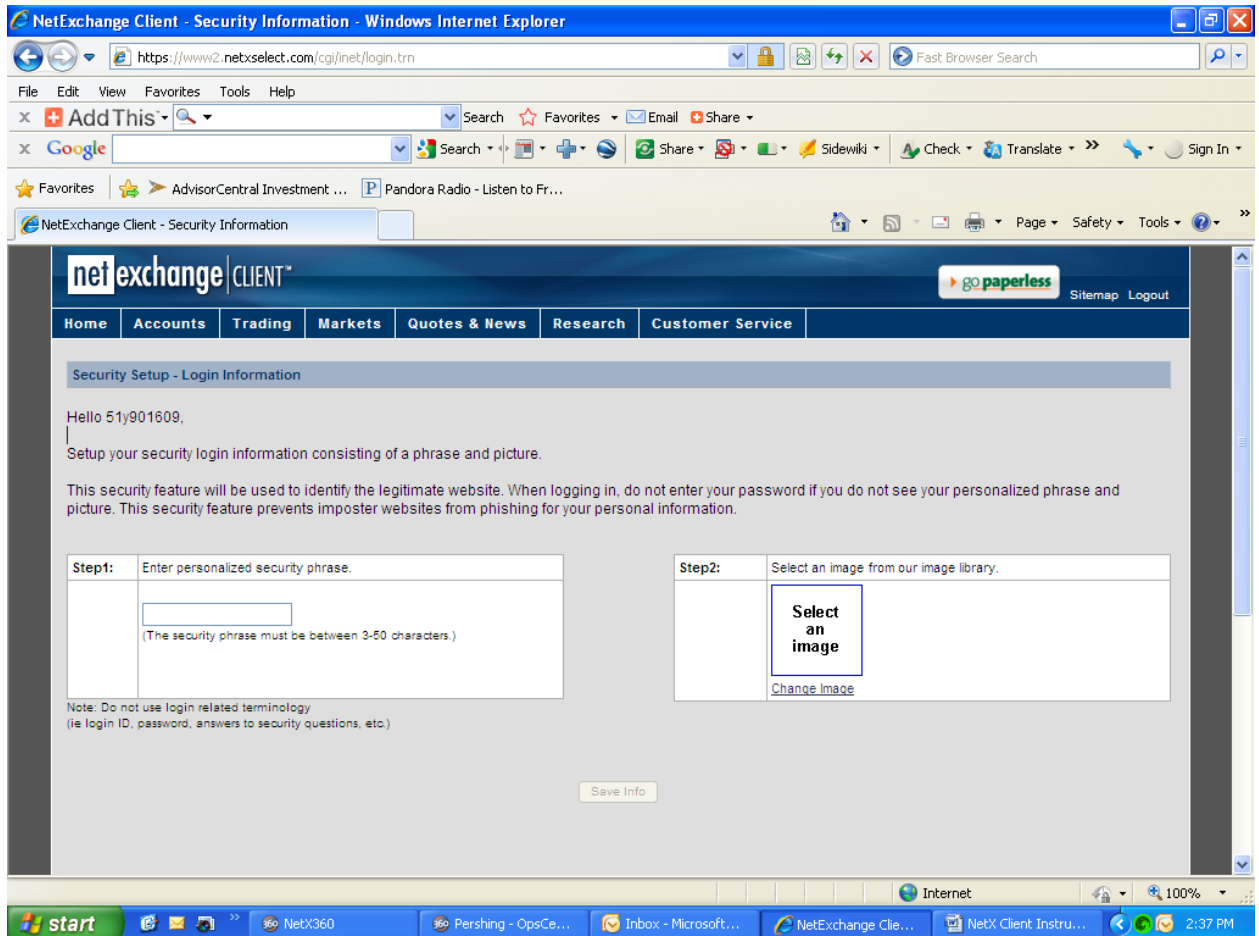 NetExchange Client - Security Information - Windows Internet Explorer
https://www2.netxselect.com/cgi/inet/login.trn
Fast Browser Search
File Edit View Favorites Tools Help
x AddThis Search Favorites Email Share
x Google Search Share Sidewiki Check Translate » Sign In
Favorites AdvisorCentral Investment ... P Pandora Radio - Listen to Fr...
NetExchange Client - Security Information Page Safety Tools »
net exchange | CLIENT™
go paperless
Sitemap Logout
Home Accounts Trading Markets Quotes & News Research Customer Service
Security Setup - Login Information
Hello 51y901609,
Setup your security login information consisting of a phrase and picture.
This security feature will be used to identify the legitimate website. When logging in, do not enter your password if you do not see your personalized phrase and
picture. This security feature prevents imposter websites from phishing for your personal information.
Step1: Enter personalized security phrase.
(The security phrase must be between 3-50 characters.)
Note: Do not use login related terminology
(ie login ID, password, answers to security questions, etc.)
Step2: Select an image from our image library.
Select
an
image
Change Image
Save Info
Internet 100%
start » NetX360 Pershing - OpsCe... Inbox - Microsoft... NetExchange Clie... NetX Client Instru... 2:37 PM